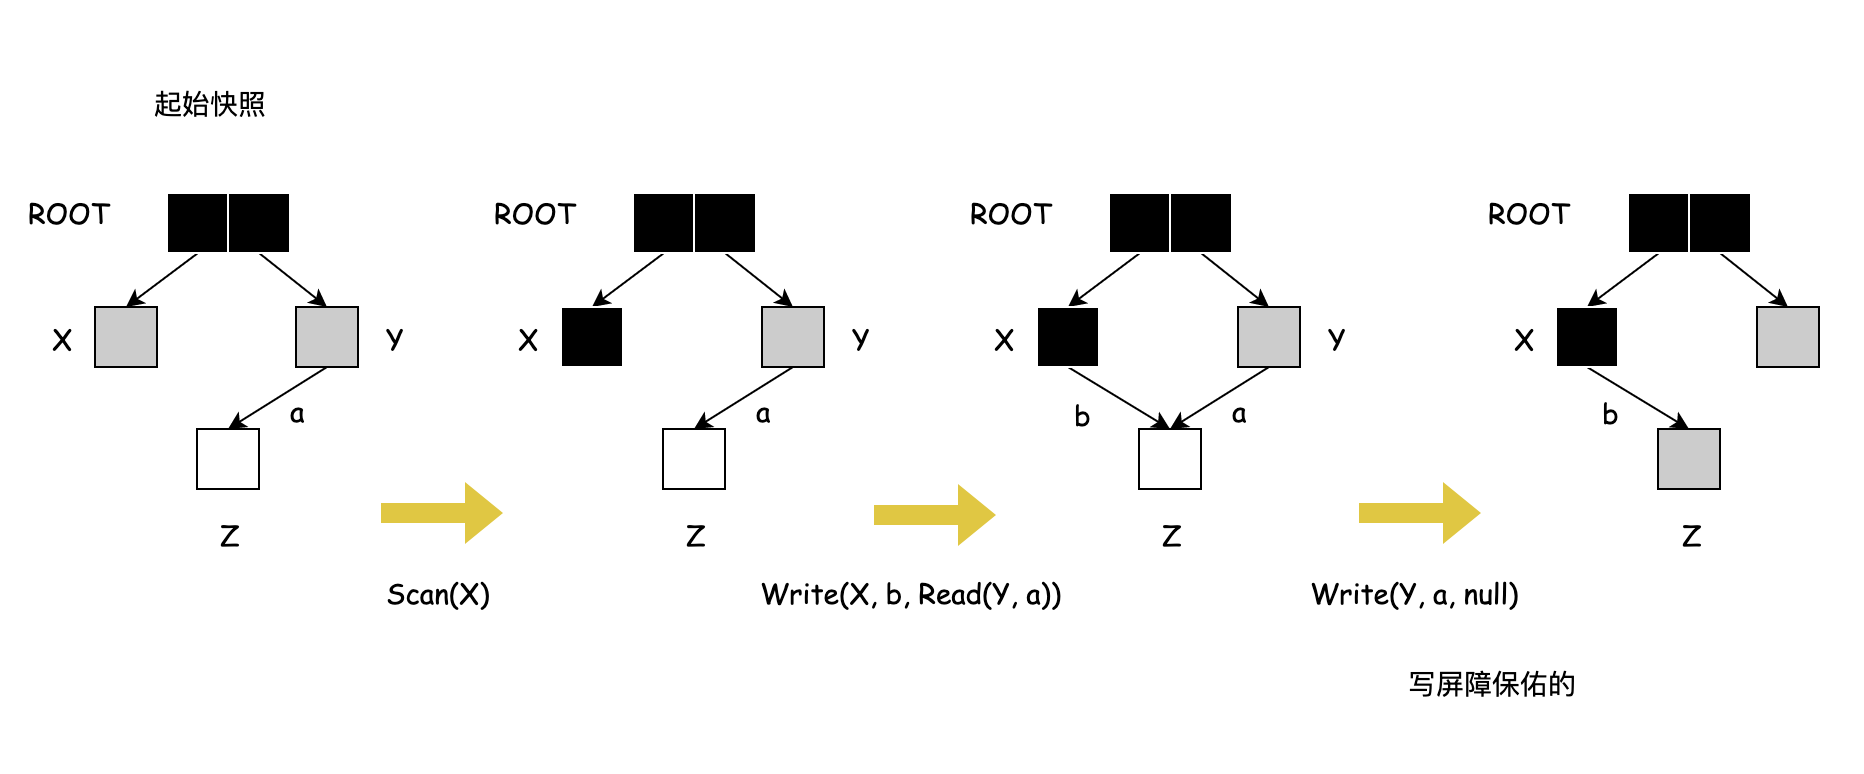 起始快照
ROOT
ROOT
ROOT
ROOT
X
Y
X
Y
X
Y
X
a
a
b
a
b
Z
Z
Z
Z
Scan(X)
Write(X, b, Read(Y, a))
Write(Y, a, null)
写屏障保佑的